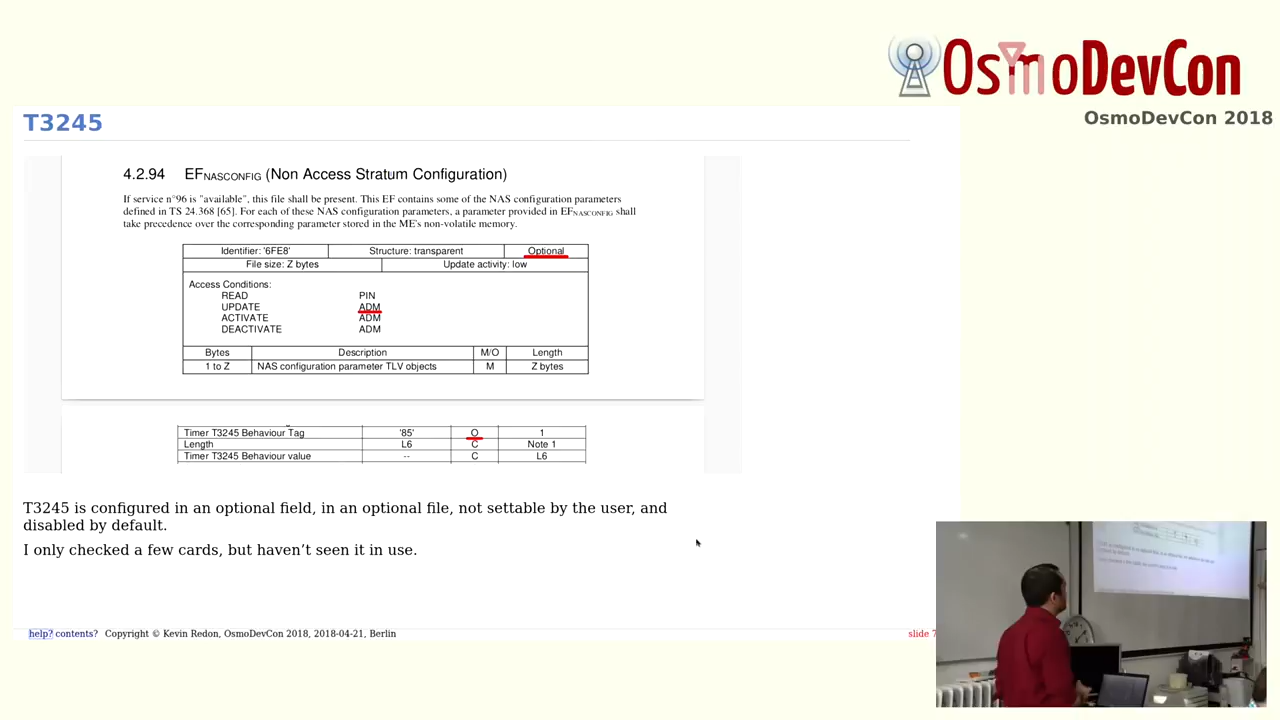 OsmoDevCon
OsmoDevCon 2018
T3245
4.2.94 EFNASCONFIG (Non Access Stratum Configuration)
If service n°96 is "available", this file shall be present. This EF contains some of the NAS configuration parameters
defined in TS 24.368 [65]. For each of these NAS configuration parameters, a parameter provided in EFNASCONFIG shall
take precedence over the corresponding parameter stored in the ME's non-volatile memory.
Identifier: '6FE8' Structure: transparent Optional
File size: Z bytes Update activity: low
Access Conditions:
READ PIN
UPDATE ADM
ACTIVATE ADM
DEACTIVATE ADM
Bytes Description M/O Length
1 to Z NAS configuration parameter TLV objects M Z bytes
Timer T3245 Behaviour Tag '85' O 1
Length L6 C Note 1
Timer T3245 Behaviour value -- C L6
T3245 is configured in an optional field, in an optional file, not settable by the user, and
disabled by default.
I only checked a few cards, but haven't seen it in use.
help? contents? Copyright © Kevin Redon, OsmoDevCon 2018, 2018-04-21, Berlin slide 7